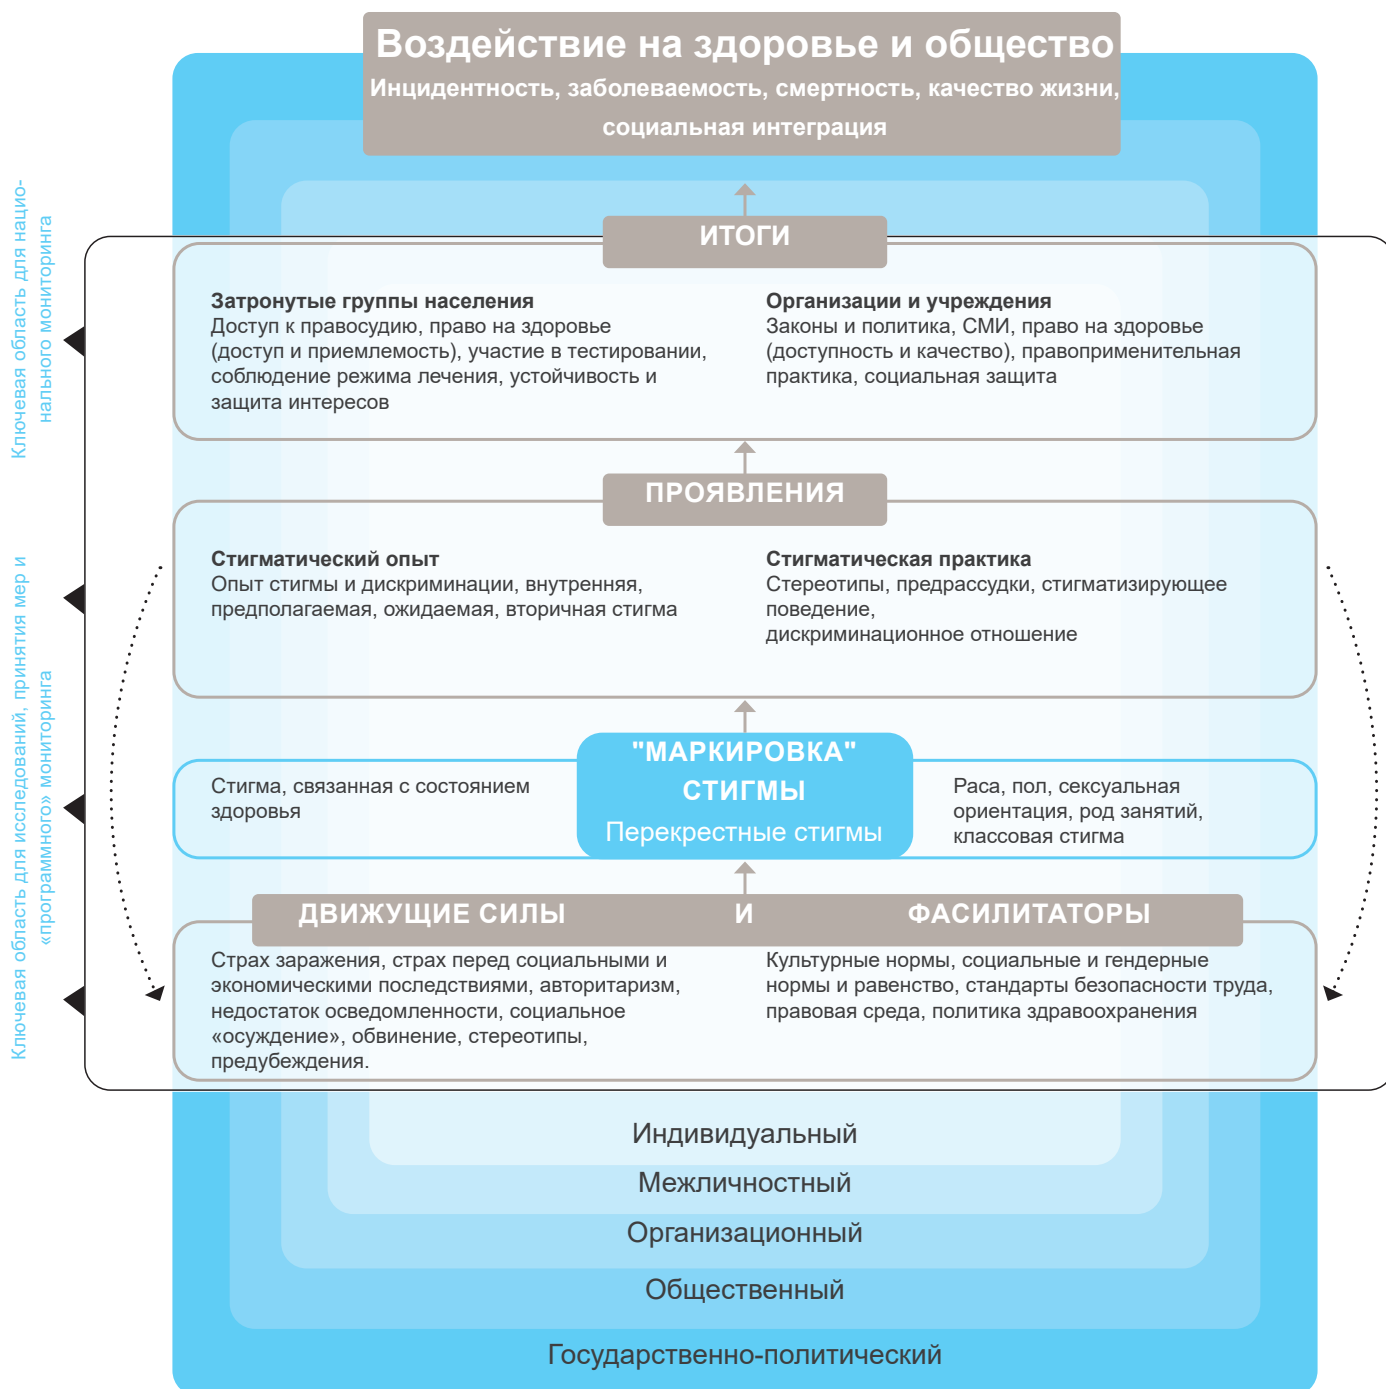 Воздействие на здоровье и общество
Инцидентность, заболеваемость, смертность, качество жизни,
социальная интеграция
Ключевая область для нацио-
нального мониторинга
ИТОГИ
Затронутые группы населения
Доступ к правосудию, право на здоровье
(доступ и приемлемость), участие в тестировании,
соблюдение режима лечения, устойчивость и
защита интересов
Организации и учреждения
Законы и политика, СМИ, право на здоровье
(доступность и качество), правоприменительная
практика, социальная защита
Ключевая область для исследований, принятия мер и
«программного» мониторинга
ПРОЯВЛЕНИЯ
Стигматический опыт
Опыт стигмы и дискриминации, внутренняя,
предполагаемая, ожидаемая, вторичная стигма
Стигматическая практика
Стереотипы, предрассудки, стигматизирующее
поведение,
дискриминационное отношение
Стигма, связанная с состоянием
здоровья
"МАРКИРОВКА"
СТИГМЫ
Перекрестные стигмы
Раса, пол, сексуальная
ориентация, род занятий,
классовая стигма
ДВИЖУЩИЕ СИЛЫ И ФАСИЛИТАТОРЫ
Страх заражения, страх перед социальными и
экономическими последствиями, авторитаризм,
недостаток осведомленности, социальное
«осуждение», обвинение, стереотипы,
предубеждения.
Культурные нормы, социальные и гендерные
нормы и равенство, стандарты безопасности труда,
правовая среда, политика здравоохранения
Индивидуальный
Межличностный
Организационный
Общественный
Государственно-политический